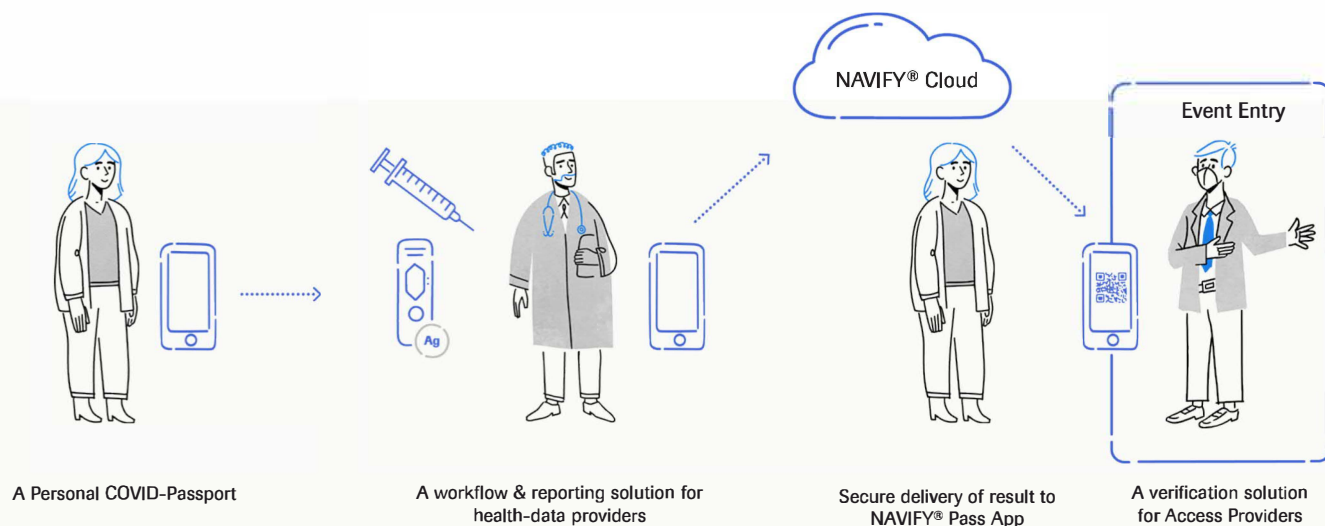 NAVIFY® Cloud
Event Entry
Ag
A Personal COVID-Passport
A workflow & reporting solution for
health-data providers
Secure delivery of result to
NAVIFY® Pass App
A verification solution
for Access Providers